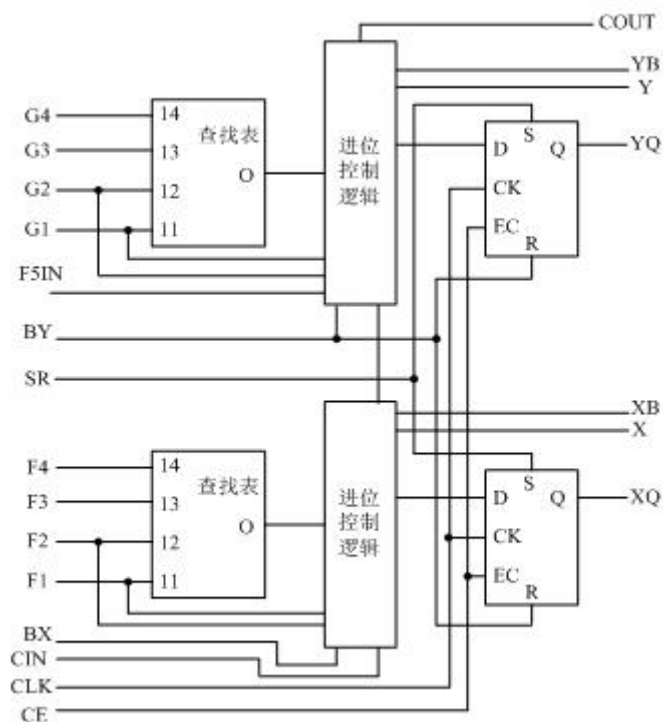 COUT
YB
Y
G4
G3
G2
G1
14
13
12
11
查找表
O
进位
控制
逻辑
D
S
Q
CK
EC
R
YQ
F5IN
BY
SR
XB
X
F4
F3
F2
F1
14
13
12
11
查找表
O
进位
控制
逻辑
D
S
Q
CK
EC
R
XQ
BX
CIN
CLK
CE